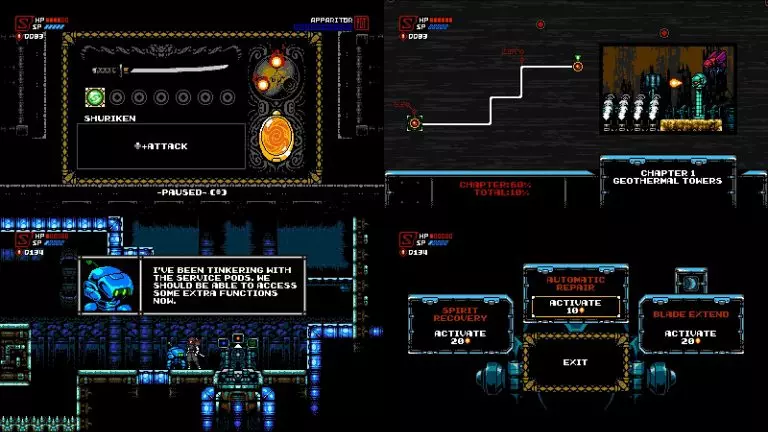 S HP
SP
0083
APPARITOR
SHURIKEN
+ATTACK
-PAUSED-
S HP
SP
0083
CHAPTER:60%
TOTAL:10%
CHAPTER 1
GEOTHERMAL TOWERS
S HP
SP
0134
I'VE BEEN TINKERING WITH
THE SERVICE PODS. WE
SHOULD BE ABLE TO ACCESS
SOME EXTRA FUNCTIONS
NOW.
S HP
SP
0134
AUTOMATIC
REPAIR
ACTIVATE
10
SPIRIT
RECOVERY
ACTIVATE
20
BLADE EXTEND
ACTIVATE
20
EXIT